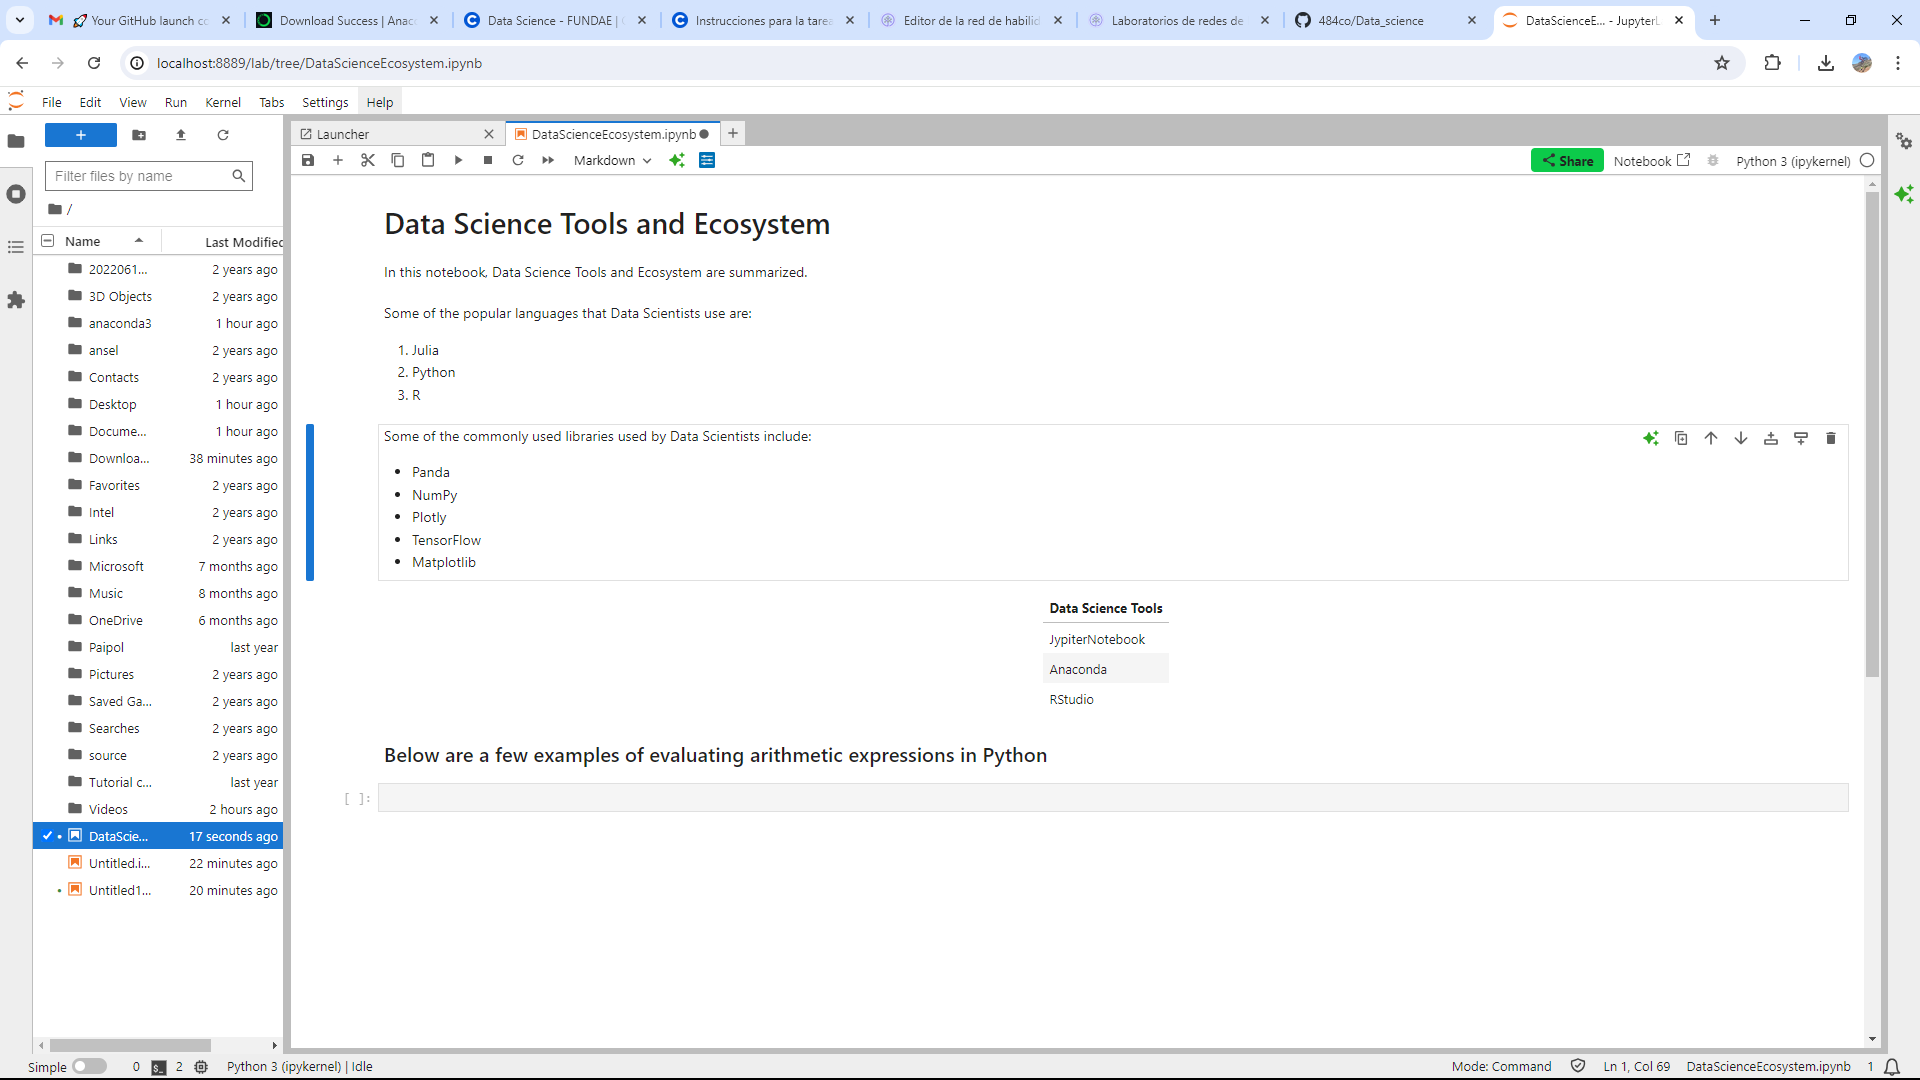 Your GitHub launch co
Download Success | Anac
Data Science - FUNDAE |
Instrucciones para la tarea
Editor de la red de habilid
Laboratorios de redes de
484co/Data_science
DataScienceE... - JupyterL
localhost:8889/lab/tree/DataScienceEcosystem.ipynb
File Edit View Run Kernel Tabs Settings Help
Launcher
DataScienceEcosystem.ipynb
Markdown
Share
Notebook
Python 3 (ipykernel)
Filter files by name
/
Name Last Modified
2022061... 2 years ago
3D Objects 2 years ago
anaconda3 1 hour ago
ansel 2 years ago
Contacts 2 years ago
Desktop 1 hour ago
Docume... 1 hour ago
Downloa... 38 minutes ago
Favorites 2 years ago
Intel 2 years ago
Links 2 years ago
Microsoft 7 months ago
Music 8 months ago
OneDrive 6 months ago
Paipol last year
Pictures 2 years ago
Saved Ga... 2 years ago
Searches 2 years ago
source 2 years ago
Tutorial c... last year
Videos 2 hours ago
DataScie... 17 seconds ago
Untitled.i... 22 minutes ago
Untitled1... 20 minutes ago
Data Science Tools and Ecosystem
In this notebook, Data Science Tools and Ecosystem are summarized.
Some of the popular languages that Data Scientists use are:
1. Julia
2. Python
3. R
Some of the commonly used libraries used by Data Scientists include:
• Panda
• NumPy
• Plotly
• TensorFlow
• Matplotlib
Data Science Tools
JypiterNotebook
Anaconda
RStudio
Below are a few examples of evaluating arithmetic expressions in Python
[ ]:
Simple 0 2 Python 3 (ipykernel) | Idle
Mode: Command Ln 1, Col 69 DataScienceEcosystem.ipynb 1